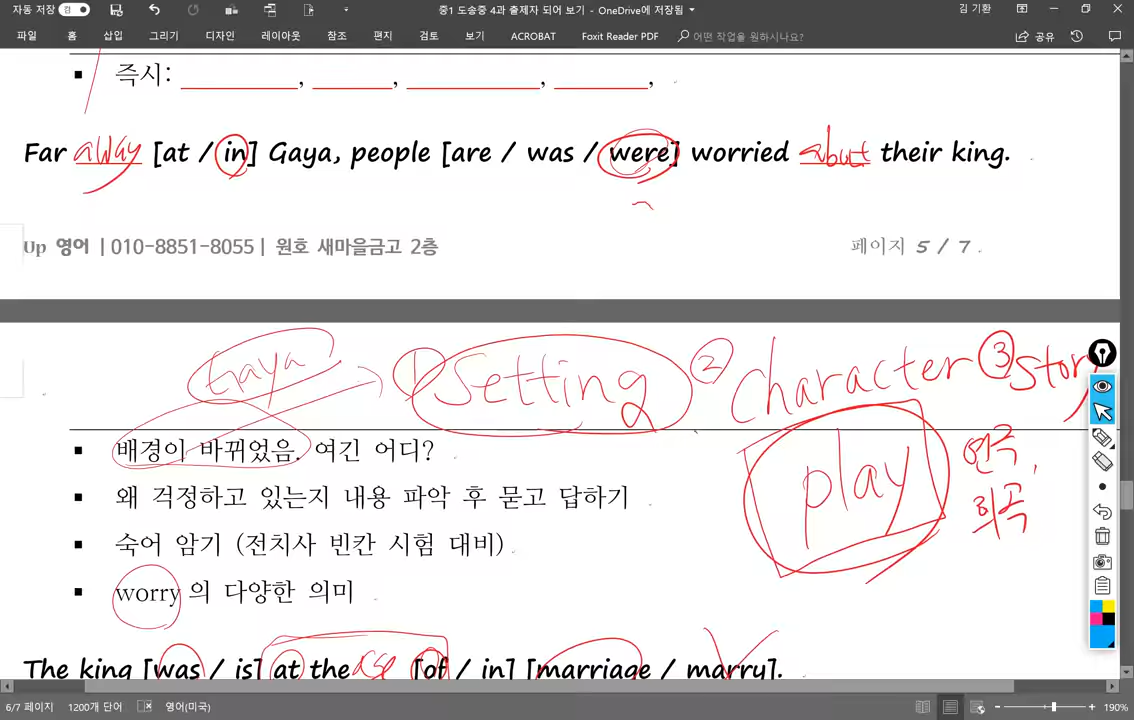 자동 저장 켬 중1 도송중 4과 출제자 되어 보기 - OneDrive에 저장됨 김 기환
파일 홈 삽입 그리기 디자인 레이아웃 참조 편지 검토 보기 ACROBAT Foxit Reader PDF 어떤 작업을 원하시나요? 공유
즉시: ________, ________, ________, ________,
Far away [at / in] Gaya, people [are / was / were] worried about their king.
Up 영어 | 010-8851-8055 | 원호 새마을금고 2층 페이지 5 / 7
Gaya ① Setting ② Character ③ Story
배경이 바뀌었음. 여긴 어디?
play 연극, 희곡
왜 걱정하고 있는지 내용 파악 후 묻고 답하기
숙어 암기 (전치사 빈칸 시험 대비)
worry 의 다양한 의미
The king [was / is] at the age [of / in] [marriage / marry].
6/7 페이지 1200개 단어 영어(미국) 190%